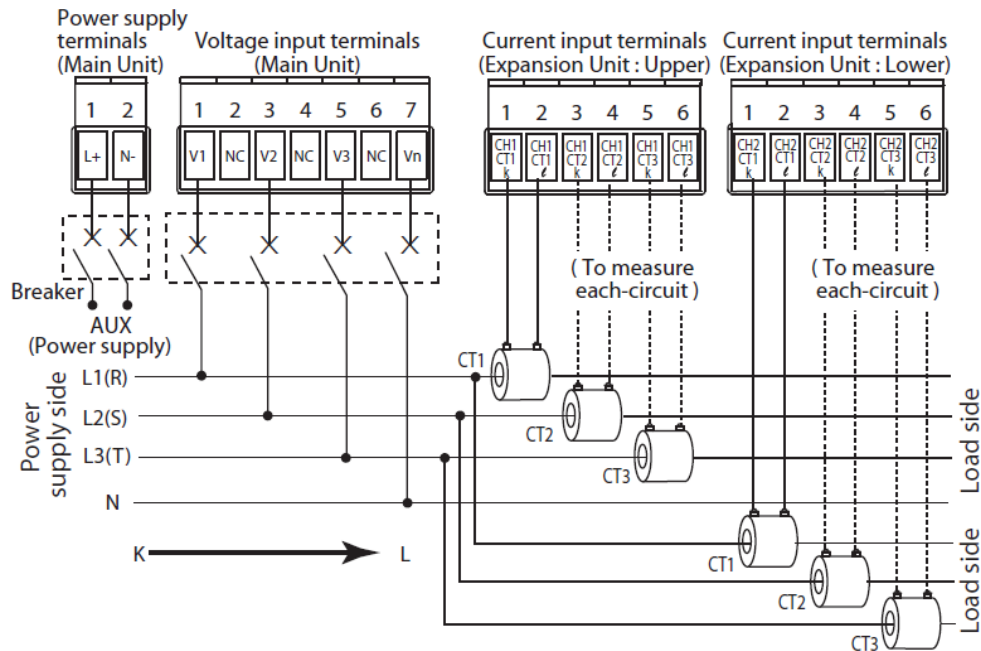 Power supply
terminals
(Main Unit)
Voltage input terminals
(Main Unit)
Current input terminals
(Expansion Unit : Upper)
Current input terminals
(Expansion Unit : Lower)
1 2
1 2 3 4 5 6 7
1 2 3 4 5 6
1 2 3 4 5 6
L+ N-
V1 NC V2 NC V3 NC Vn
CH1 CH1 CH1 CH1 CH1 CH1
CT1 CT1 CT2 CT2 CT3 CT3
k ℓ k ℓ k ℓ
CH2 CH2 CH2 CH2 CH2 CH2
CT1 CT1 CT2 CT2 CT3 CT3
k ℓ k ℓ k ℓ
Breaker
AUX
(Power supply)
( To measure
each-circuit )
( To measure
each-circuit )
Power
supply side
L1(R)
L2(S)
L3(T)
N
K
L
CT1
CT2
CT3
Load side
CT1
CT2
CT3
Load side